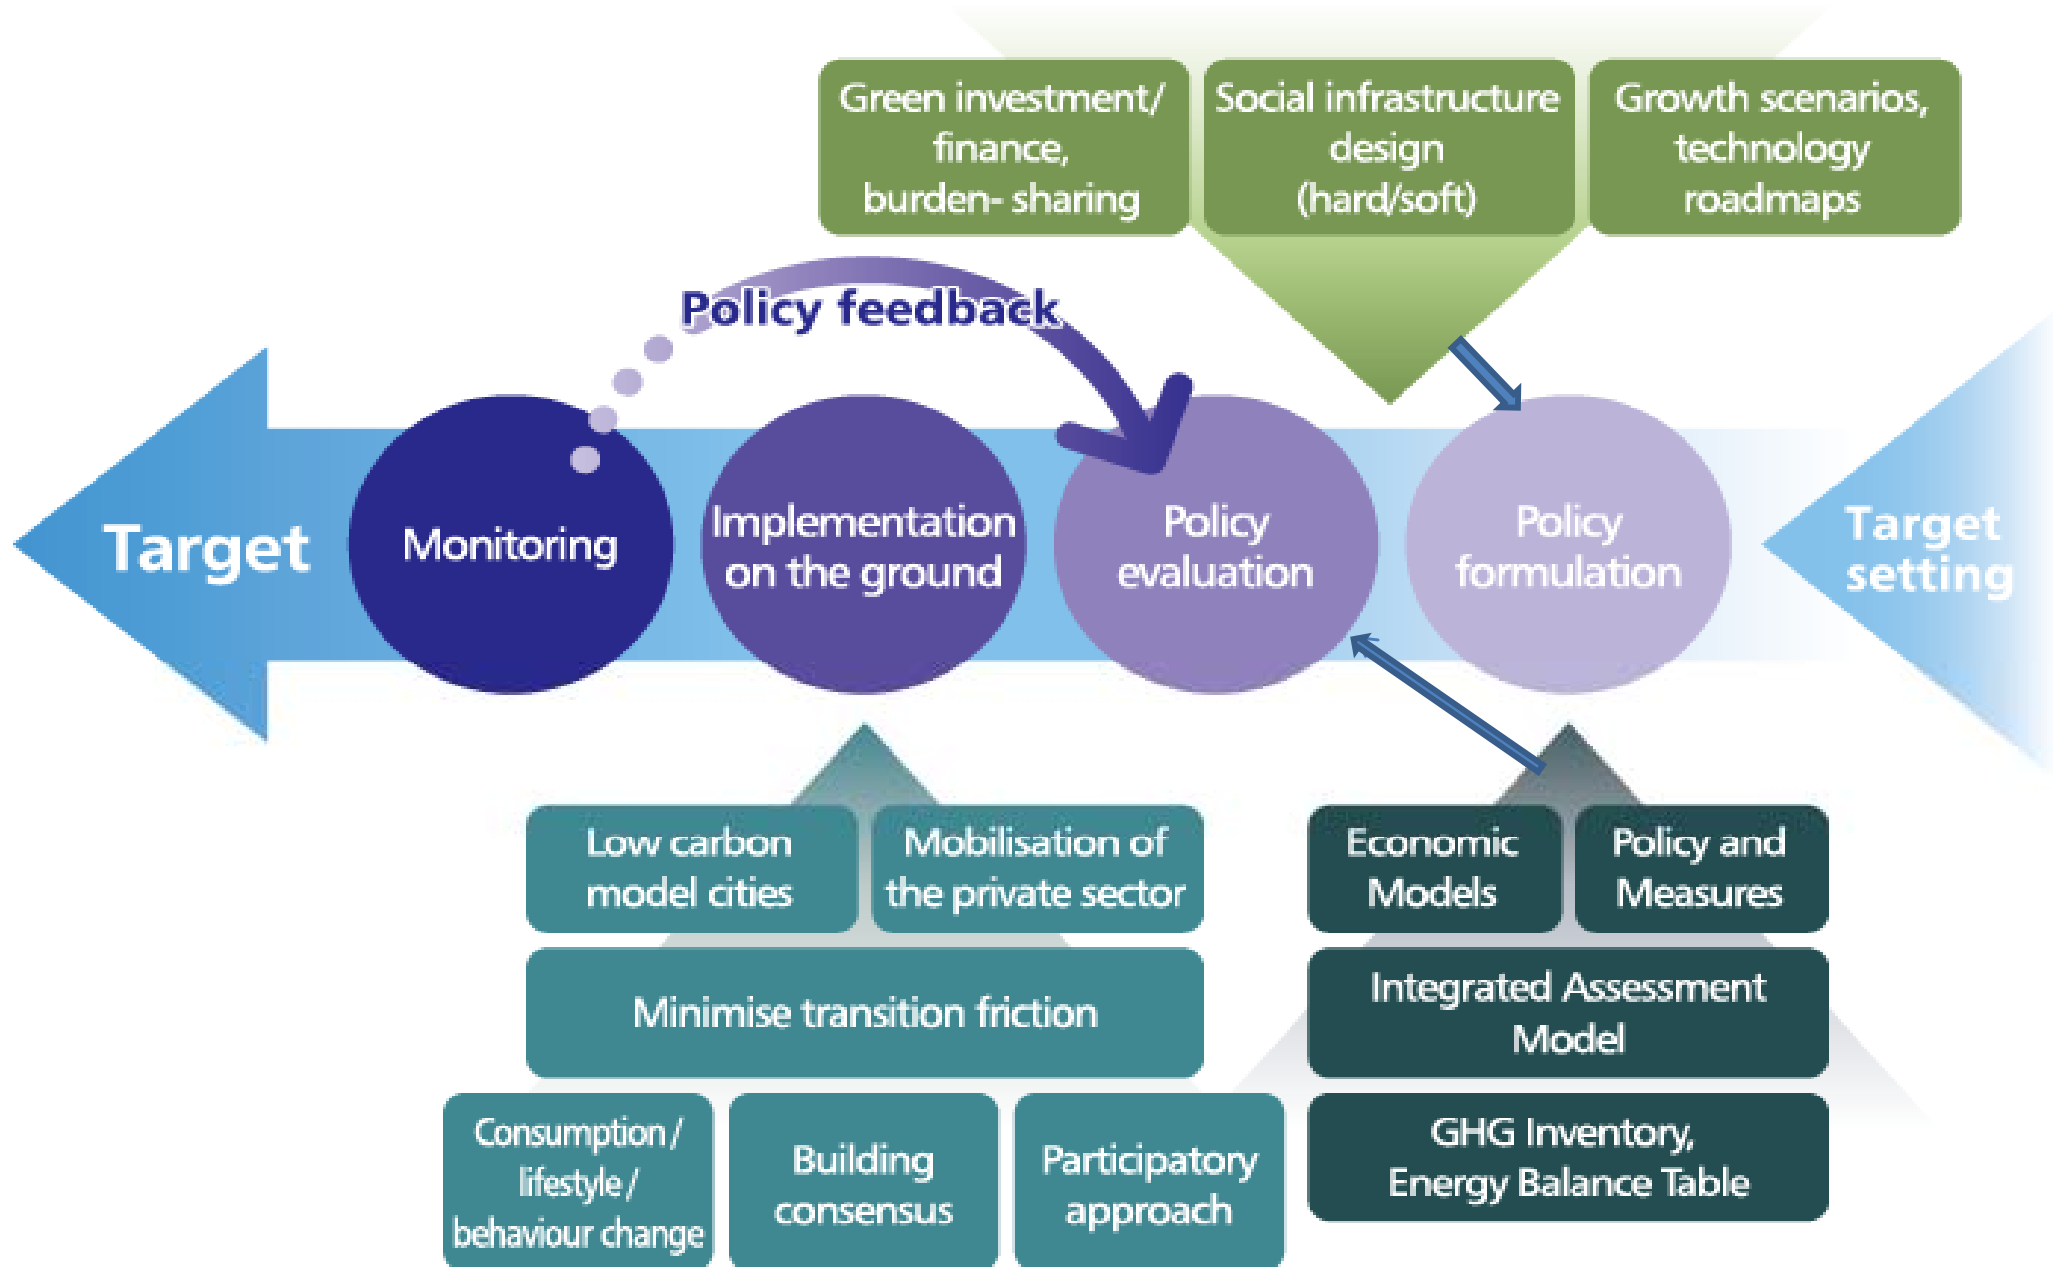 Green investment/
finance,
burden- sharing
Social infrastructure
design
(hard/soft)
Growth scenarios,
technology
roadmaps
Policy feedback
Target
Monitoring
Implementation
on the ground
Policy
evaluation
Policy
formulation
Target
setting
Low carbon
model cities
Mobilisation of
the private sector
Minimise transition friction
Consumption /
lifestyle /
behaviour change
Building
consensus
Participatory
approach
Economic
Models
Policy and
Measures
Integrated Assessment
Model
GHG Inventory,
Energy Balance Table